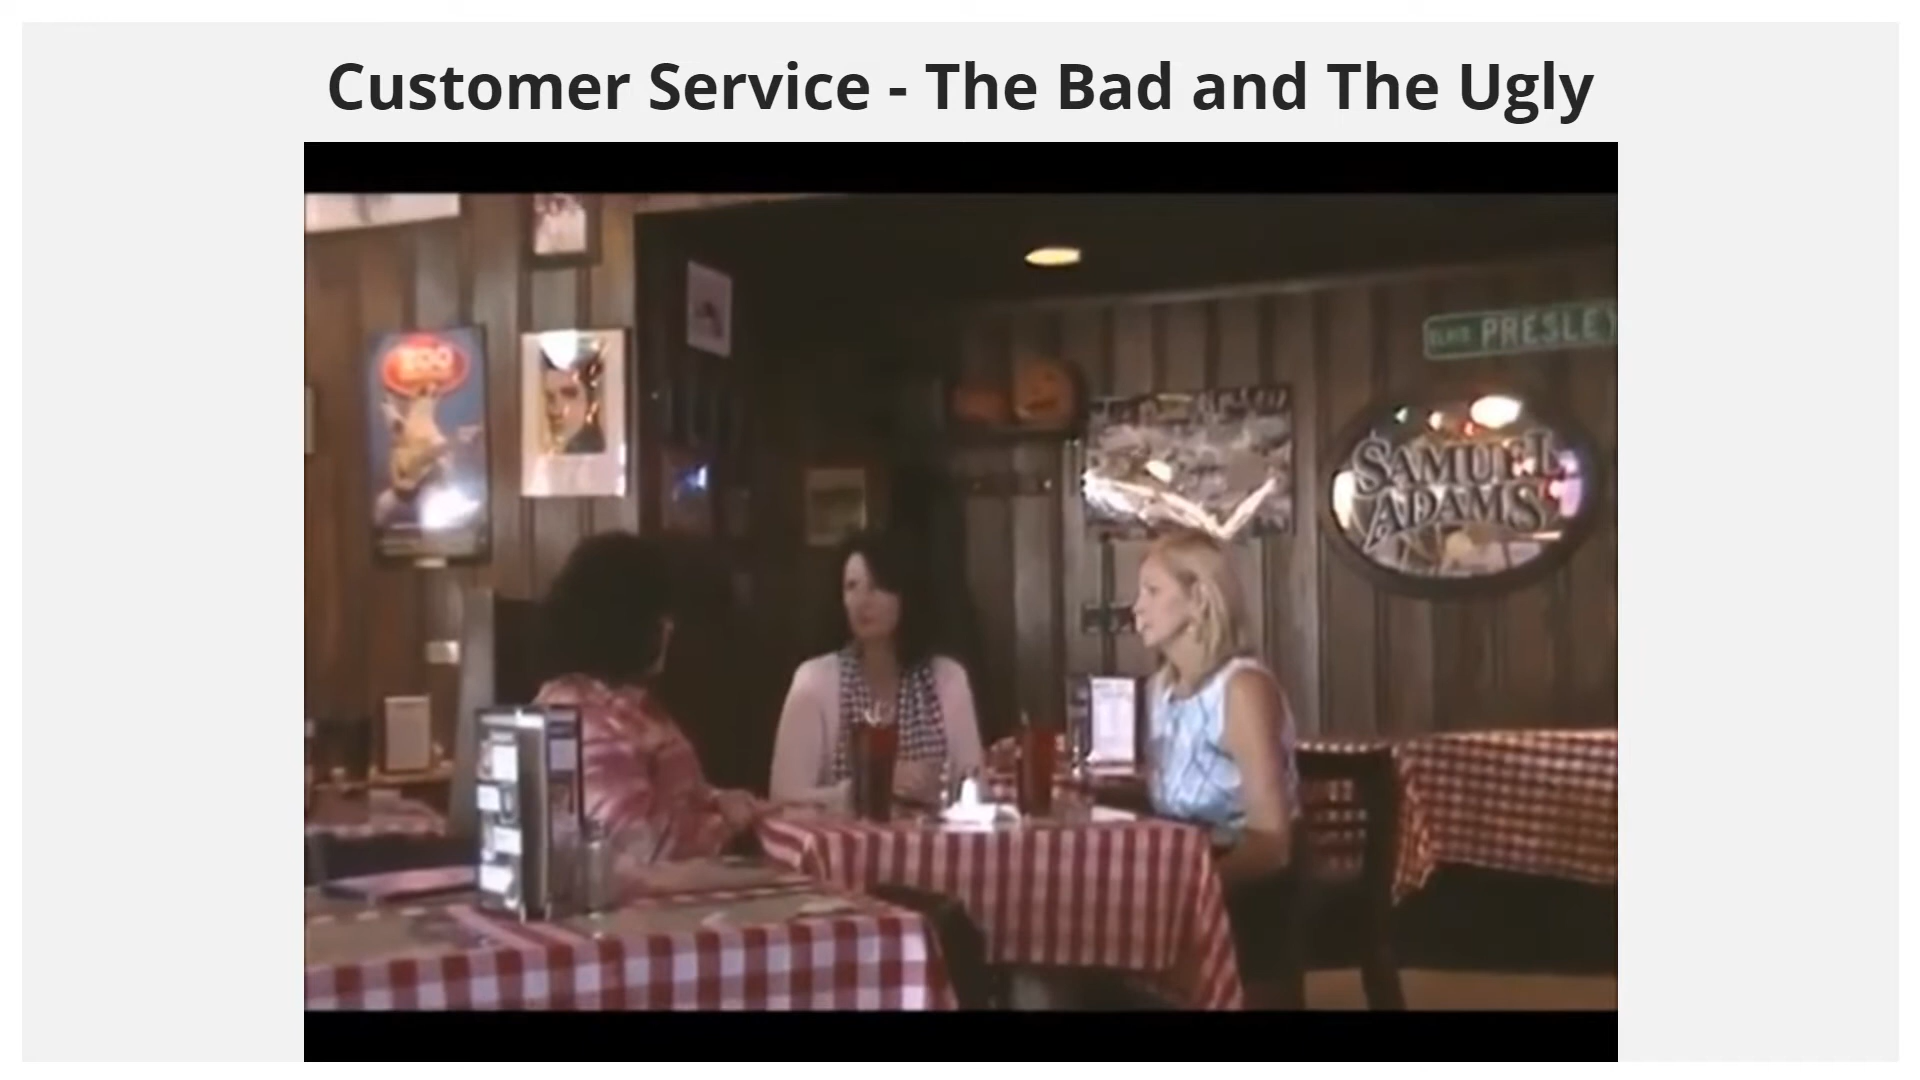 Customer Service - The Bad and The Ugly
PRESLEY
SAMUEL
ADAMS